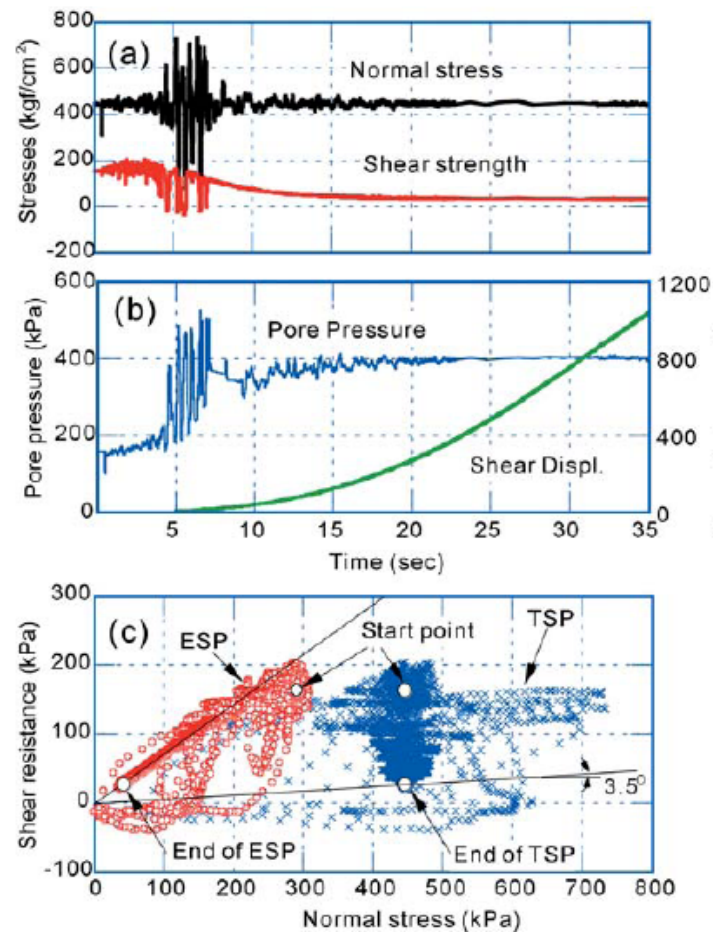 800
(a)
600
Normal stress
400
Shear strength
200
0
-200
Stresses (kgf/cm²)
600
1200
(b)
Pore Pressure
400
800
200
400
Shear Displ.
0
0
Pore pressure (kPa)
5 10 15 20 25 30 35
Time (sec)
300
(c)
ESP
Start point
TSP
200
100
3.5°
0
End of ESP
End of TSP
-100
Shear resistance (kPa)
0 100 200 300 400 500 600 700 800
Normal stress (kPa)